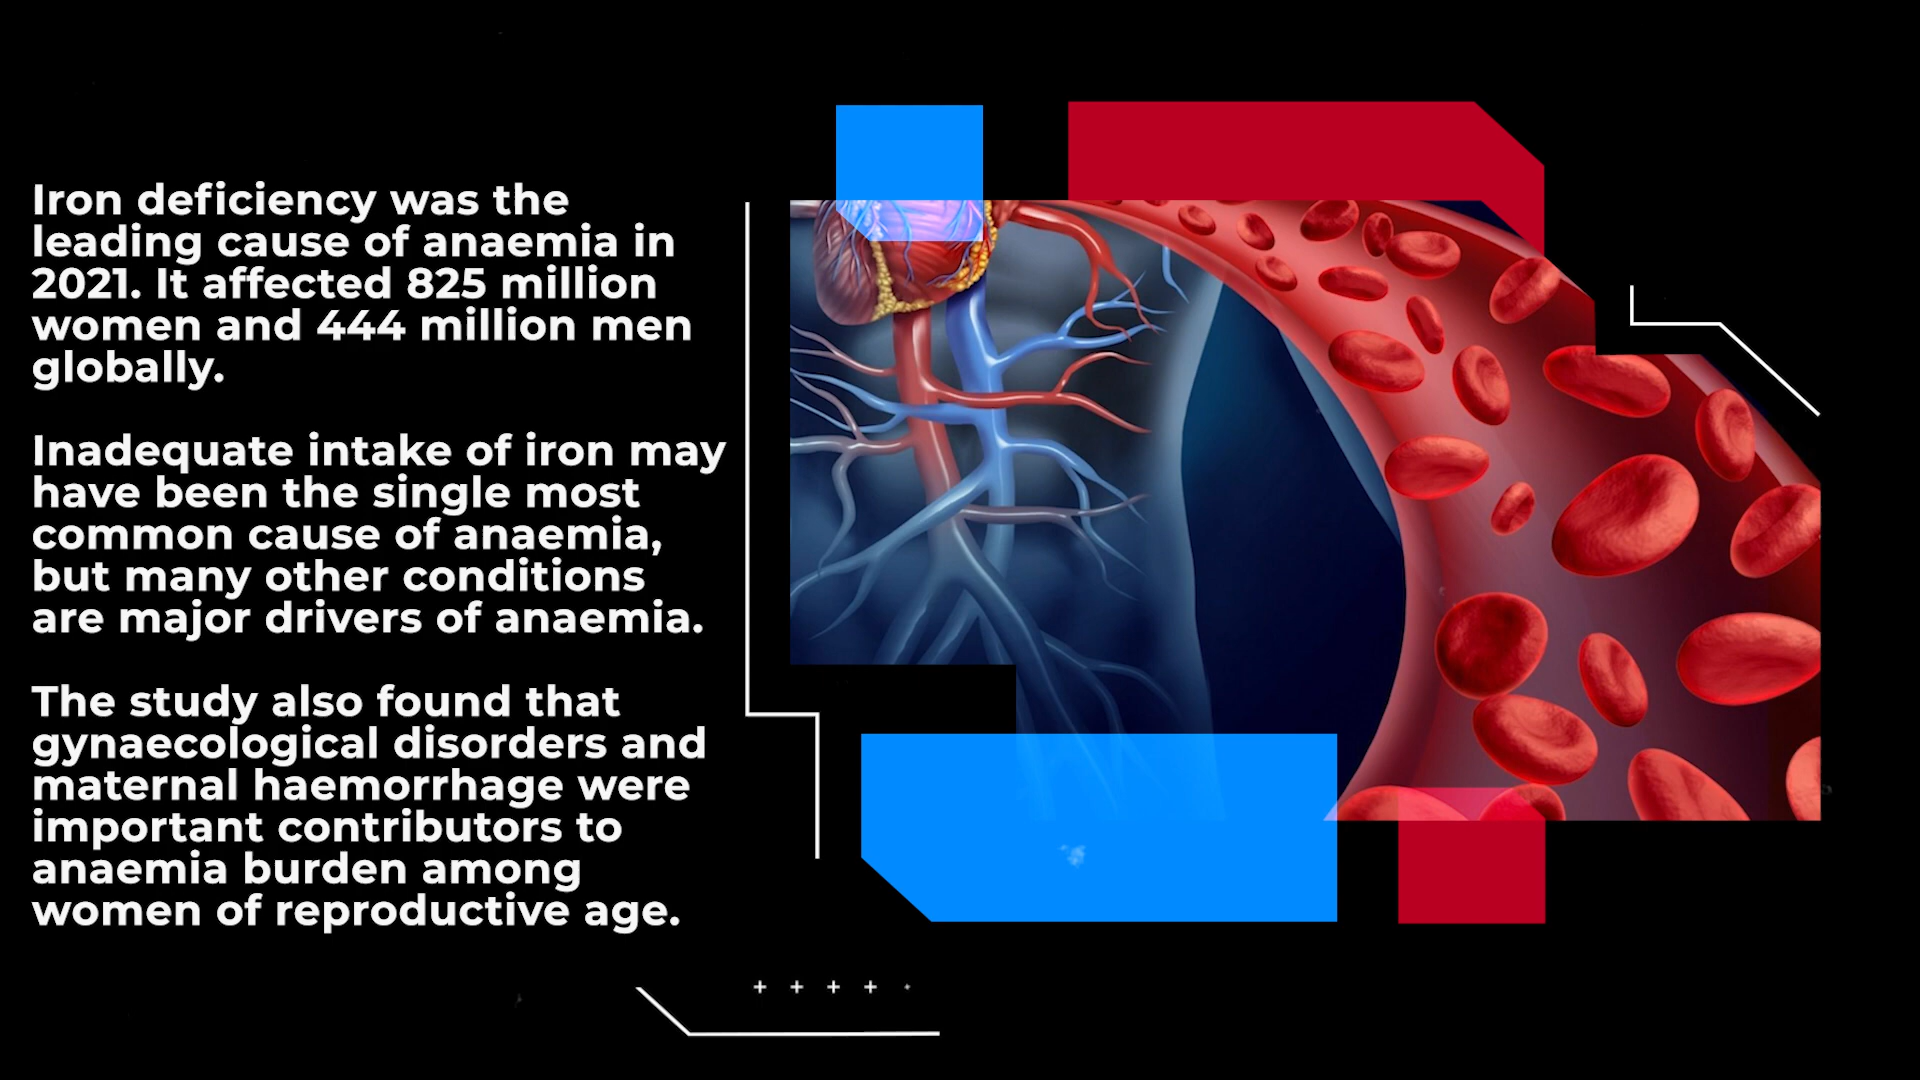 Iron deficiency was the
leading cause of anaemia in
2021. It affected 825 million
women and 444 million men
globally.
Inadequate intake of iron may
have been the single most
common cause of anaemia,
but many other conditions
are major drivers of anaemia.
The study also found that
gynaecological disorders and
maternal haemorrhage were
important contributors to
anaemia burden among
women of reproductive age.